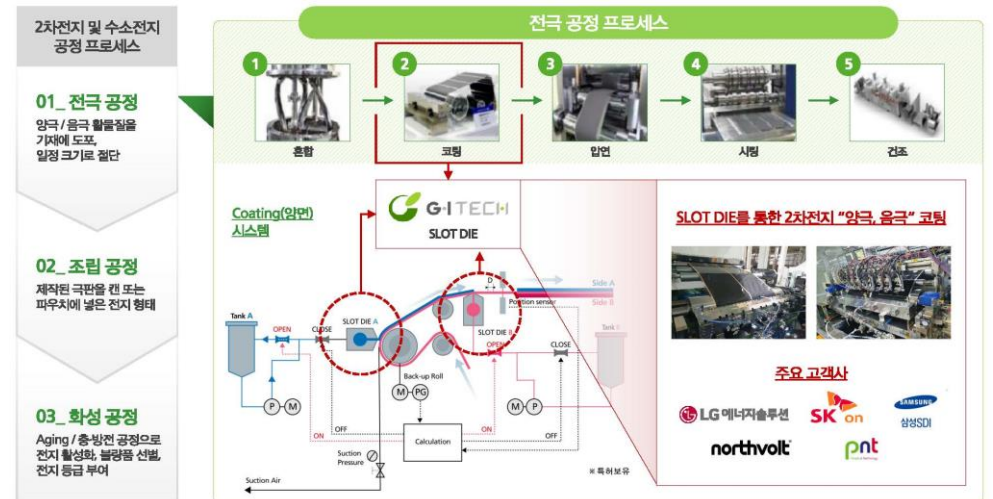 2차전지 및 수소전지
공정 프로세스
01_ 전극 공정
양극 / 음극 활물질을
기재에 도포,
일정 크기로 절단
02_ 조립 공정
제작된 극판을 캔 또는
파우치에 넣은 전지 형태
03_ 화성 공정
Aging / 충·방전 공정으로
전지 활성화, 불량품 선별,
전지 등급 부여
전극 공정 프로세스
1
2
3
4
5
혼합
코팅
압연
시팅
건조
Coating(양면)
시스템
G·I TECH
SLOT DIE
Tank A
OPEN
CLOSE
SLOT DIE A
D
Position sensor
Side A
Side B
SLOT DIE B
OPEN
CLOSE
Tank B
Back-up Roll
P
M
M
PG
M
P
ON
OFF
Calculation
ON
OFF
Suction
Pressure
Suction Air
※ 특허보유
SLOT DIE를 통한 2차전지 “양극, 음극” 코팅
주요 고객사
LG 에너지솔루션
SK on
SAMSUNG
삼성SDI
northvolt
pnt